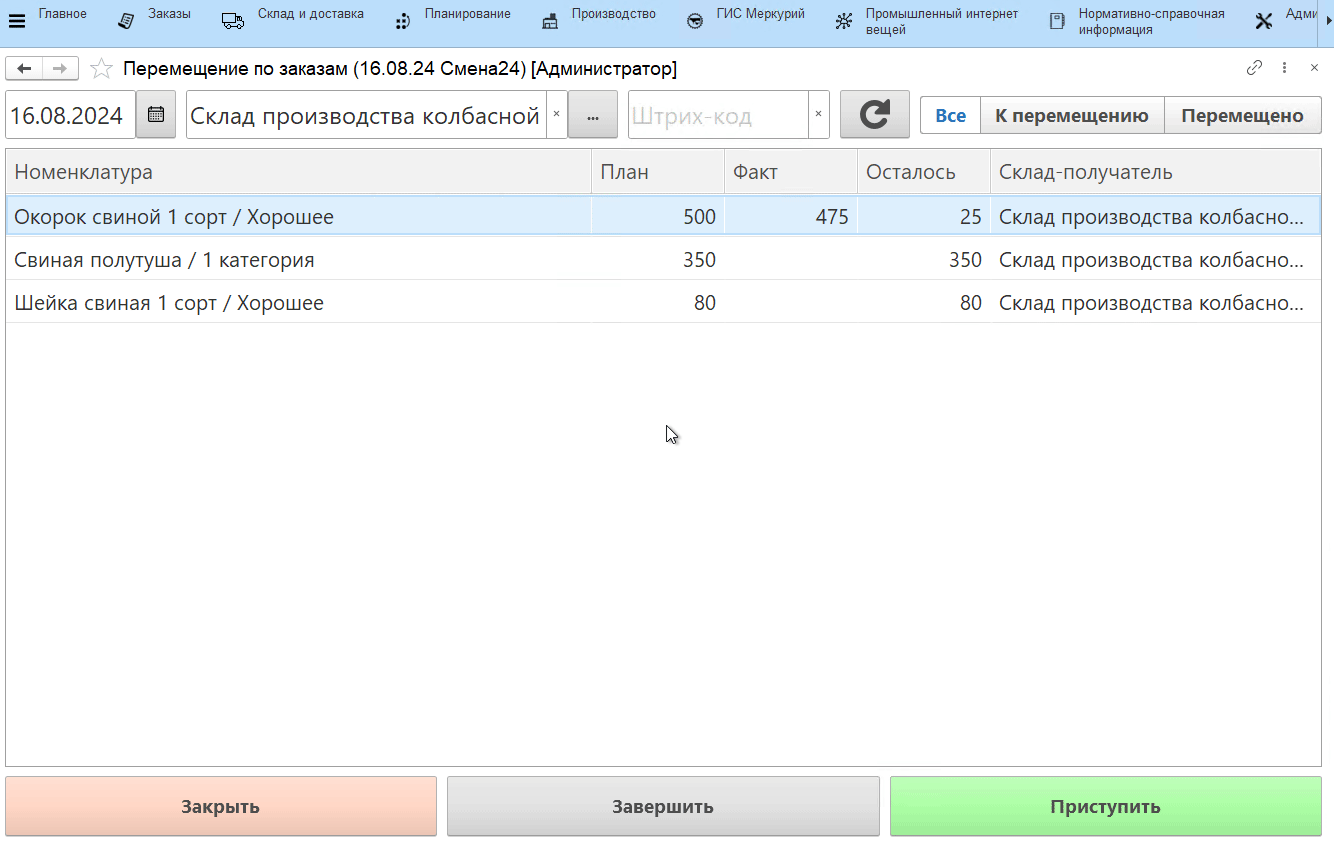 Главное
Заказы
Склад и доставка
Планирование
Производство
ГИС Меркурий
Промышленный интернет
вещей
Нормативно-справочная
информация
Адми
Перемещение по заказам (16.08.24 Смена24) [Администратор]
16.08.2024
Склад производства колбасной
× ...
Штрих-код
×
Все
К перемещению
Перемещено
Номенклатура План Факт Осталось Склад-получатель
Окорок свиной 1 сорт / Хорошее 500 475 25 Склад производства колбасно...
Свиная полутуша / 1 категория 350 350 Склад производства колбасно...
Шейка свиная 1 сорт / Хорошее 80 80 Склад производства колбасно...
Закрыть
Завершить
Приступить